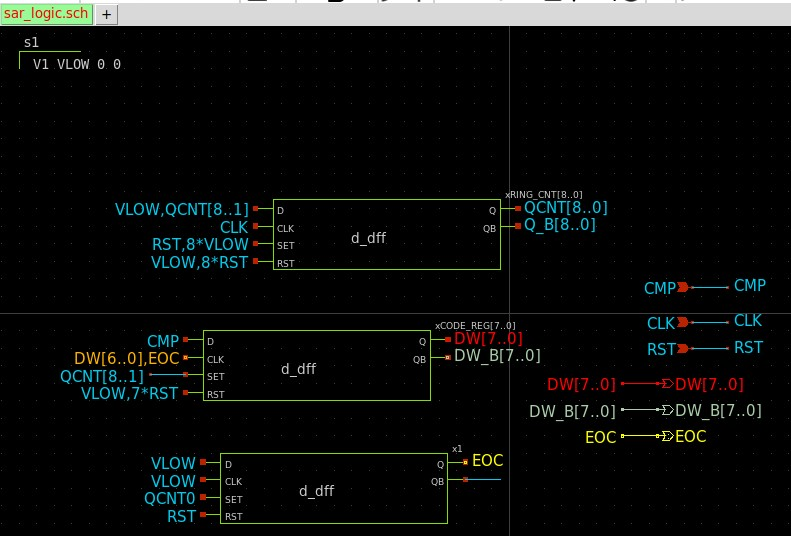 sar_logic.sch +
s1
V1 VLOW 0 0
xRING_CNT[8..0]
VLOW,QCNT[8..1] D Q QCNT[8..0]
CLK CLK d_dff QB Q_B[8..0]
RST,8*VLOW SET
VLOW,8*RST RST
CMP CMP
CLK CLK
RST RST
xCODE_REG[7..0]
CMP D Q DW[7..0]
DW[6..0],EOC CLK d_dff QB DW_B[7..0]
QCNT[8..1] SET
VLOW,7*RST RST
DW[7..0] DW[7..0]
DW_B[7..0] DW_B[7..0]
EOC EOC
x1
VLOW D Q EOC
VLOW CLK d_dff QB
QCNT0 SET
RST RST